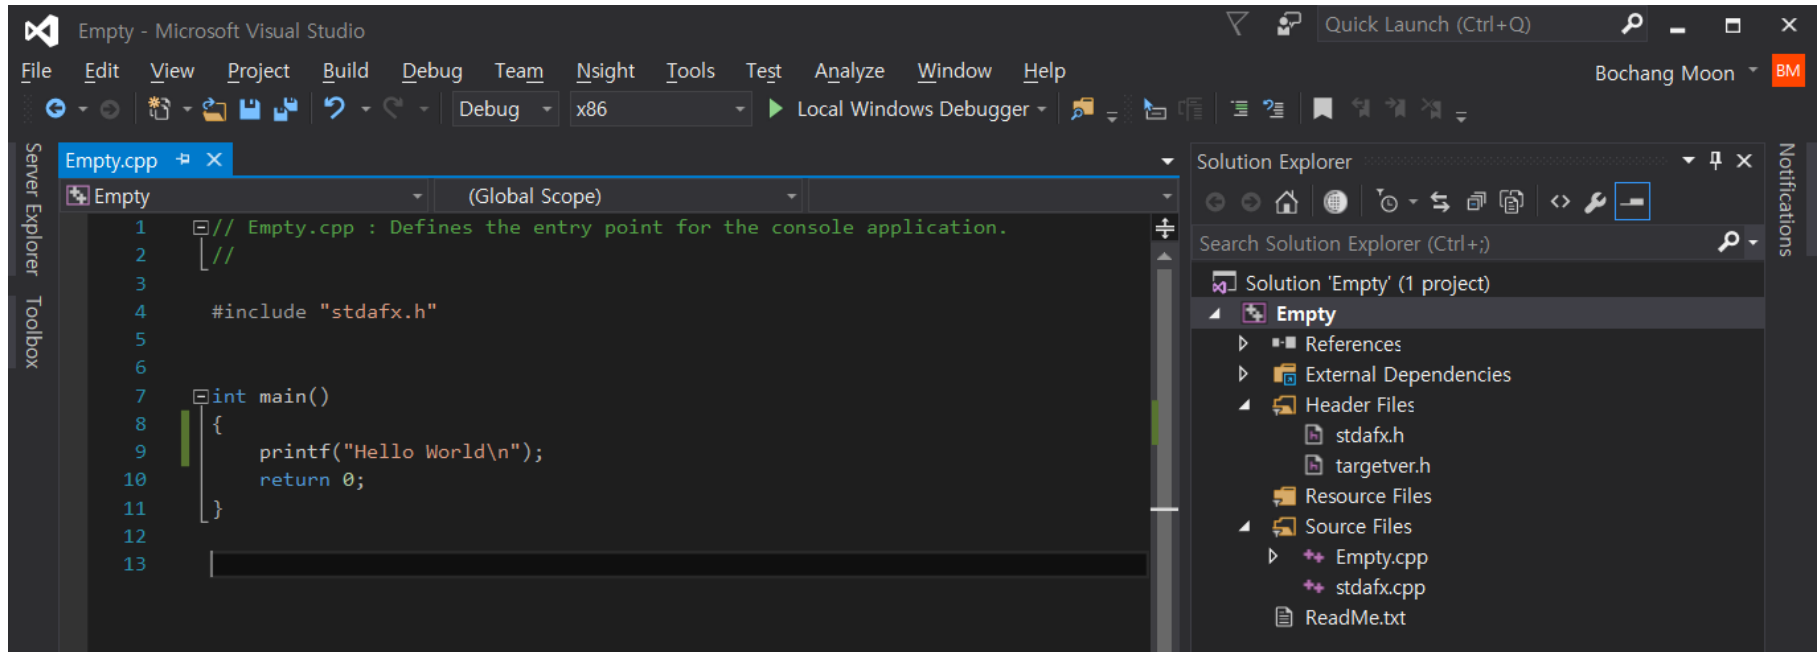 Empty - Microsoft Visual Studio
Quick Launch (Ctrl+Q)
File Edit View Project Build Debug Team Nsight Tools Test Analyze Window Help
Bochang Moon BM
Debug x86 Local Windows Debugger
Server Explorer
Toolbox
Empty.cpp
Empty (Global Scope)
1 // Empty.cpp : Defines the entry point for the console application.
2 //
3
4 #include "stdafx.h"
5
6
7 int main()
8 {
9 printf("Hello World\n");
10 return 0;
11 }
12
13
Solution Explorer
Search Solution Explorer (Ctrl+;)
Solution 'Empty' (1 project)
Empty
References
External Dependencies
Header Files
stdafx.h
targetver.h
Resource Files
Source Files
Empty.cpp
stdafx.cpp
ReadMe.txt
Notifications